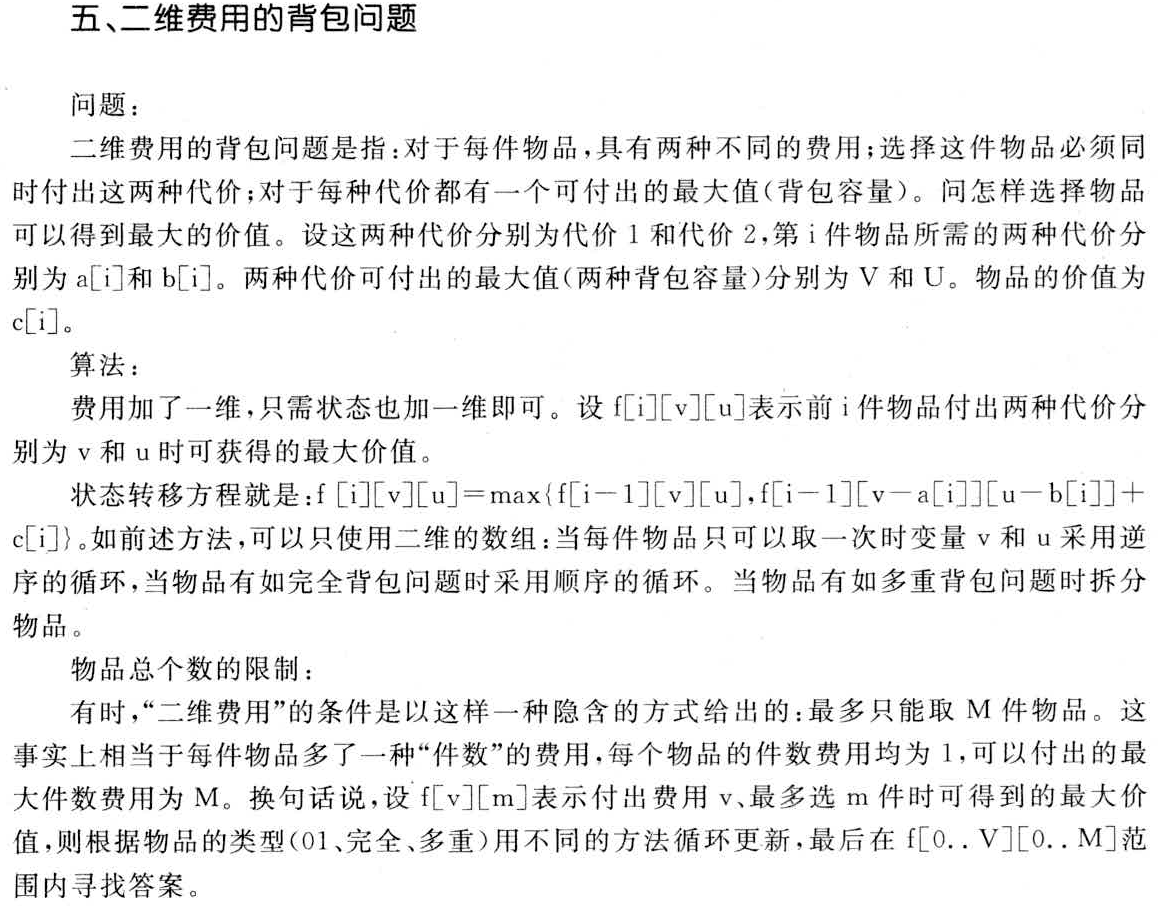 五、二维费用的背包问题
问题：
二维费用的背包问题是指：对于每件物品，具有两种不同的费用；选择这件物品必须同
时付出这两种代价；对于每种代价都有一个可付出的最大值（背包容量）。问怎样选择物品
可以得到最大的价值。设这两种代价分别为代价 1 和代价 2，第 i 件物品所需的两种代价分
别为 a[i]和 b[i]。两种代价可付出的最大值（两种背包容量）分别为 V 和 U。物品的价值为
c[i]。
算法：
费用加了一维，只需状态也加一维即可。设 f[i][v][u]表示前 i 件物品付出两种代价分
别为 v 和 u 时可获得的最大价值。
状态转移方程就是：f [i][v][u]=max{f[i-1][v][u],f[i-1][v-a[i]][u-b[i]]+
c[i]}。如前述方法，可以只使用二维的数组：当每件物品只可以取一次时变量 v 和 u 采用逆
序的循环，当物品有如完全背包问题时采用顺序的循环。当物品有如多重背包问题时拆分
物品。
物品总个数的限制：
有时，“二维费用”的条件是以这样一种隐含的方式给出的：最多只能取 M 件物品。这
事实上相当于每件物品多了一种“件数”的费用，每个物品的件数费用均为 1，可以付出的最
大件数费用为 M。换句话说，设 f[v][m]表示付出费用 v、最多选 m 件时可得到的最大价
值，则根据物品的类型（01、完全、多重）用不同的方法循环更新，最后在 f[0..V][0..M]范
围内寻找答案。